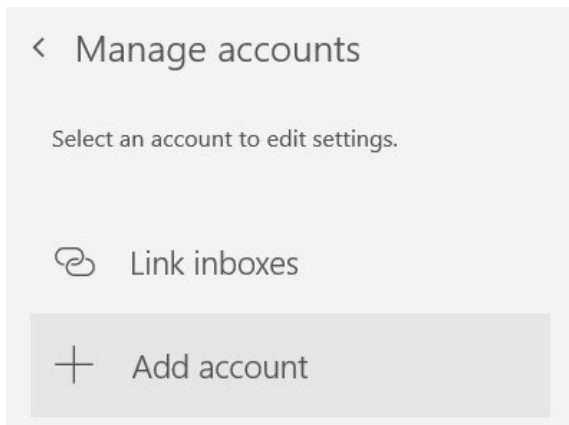 Manage accounts
Select an account to edit settings.
Link inboxes
Add account